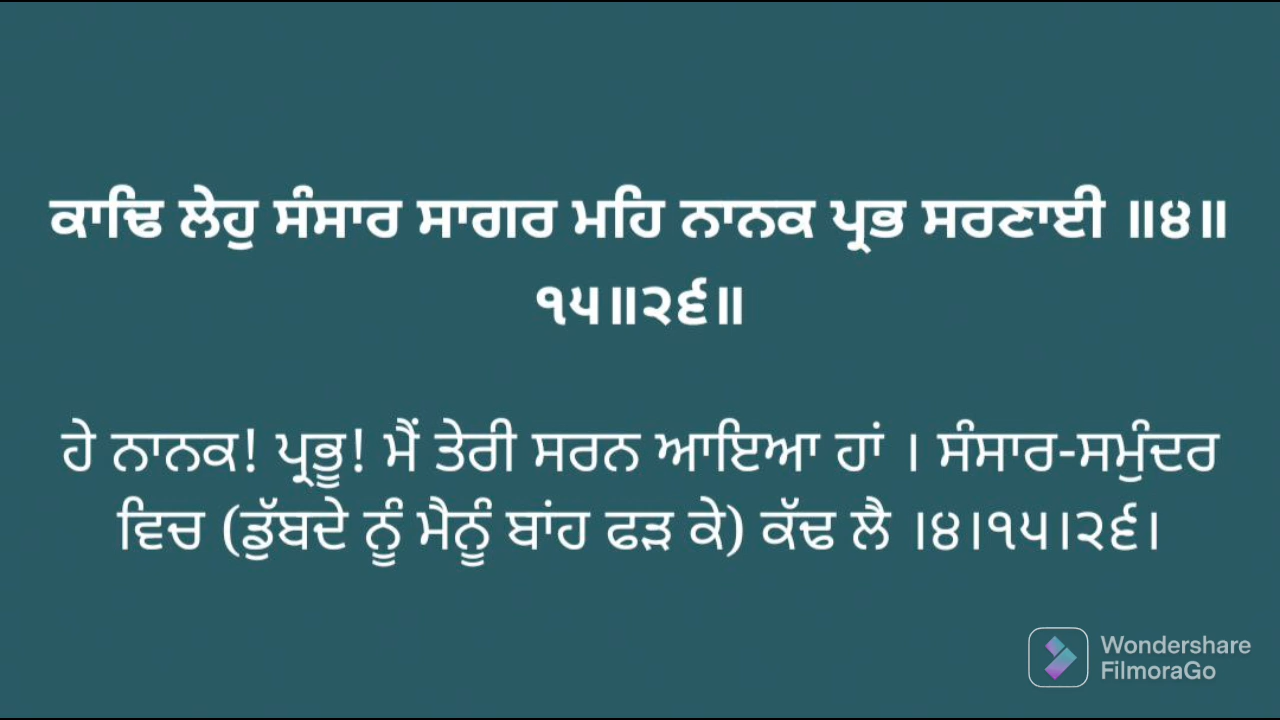 ਕਾਢਿ ਲੇਹੁ ਸੰਸਾਰ ਸਾਗਰ ਮਹਿ ਨਾਨਕ ਪ੍ਰਭ ਸਰਣਾਈ ॥੪॥
੧੫॥੨੬॥
ਹੇ ਨਾਨਕ! ਪ੍ਰਭੂ! ਮੈਂ ਤੇਰੀ ਸਰਨ ਆਇਆ ਹਾਂ । ਸੰਸਾਰ-ਸਮੁੰਦਰ
ਵਿਚ (ਡੁੱਬਦੇ ਨੂੰ ਮੈਨੂੰ ਬਾਂਹ ਫੜ ਕੇ) ਕੱਢ ਲੈ ।੪।੧੫।੨੬।
Wondershare
FilmoraGo